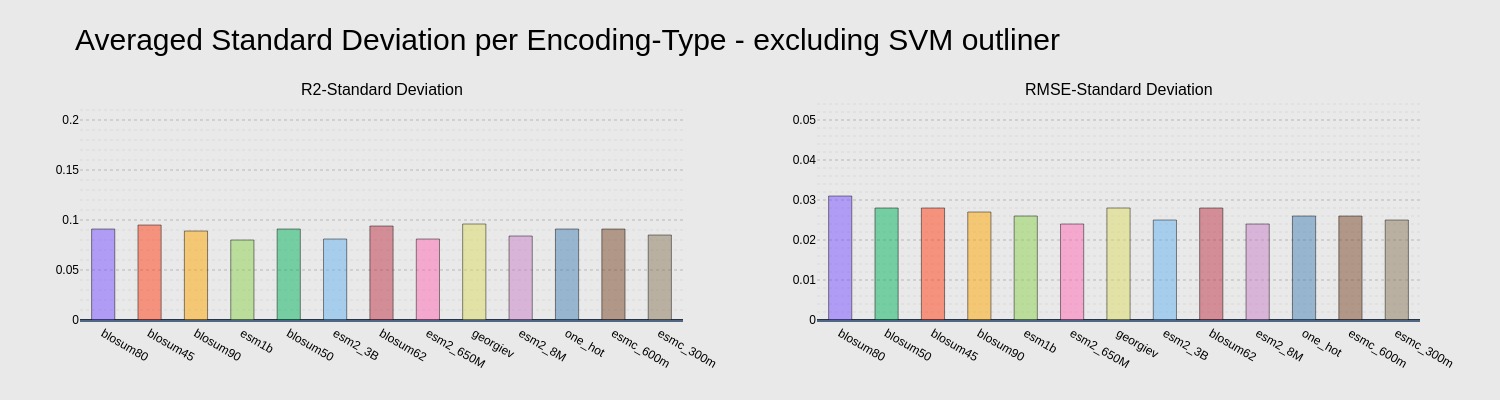 Averaged Standard Deviation per Encoding-Type - excluding SVM outliner
R2-Standard Deviation
0.2
0.15
0.1
0.05
0
blosum80
blosum45
blosum90
esm1b
blosum50
esm2_3B
blosum62
esm2_650M
georgiev
esm2_8M
one_hot
esmc_600m
esmc_300m
RMSE-Standard Deviation
0.05
0.04
0.03
0.02
0.01
0
blosum80
blosum50
blosum45
blosum90
esm1b
esm2_650M
georgiev
esm2_3B
blosum62
esm2_8M
one_hot
esmc_600m
esmc_300m